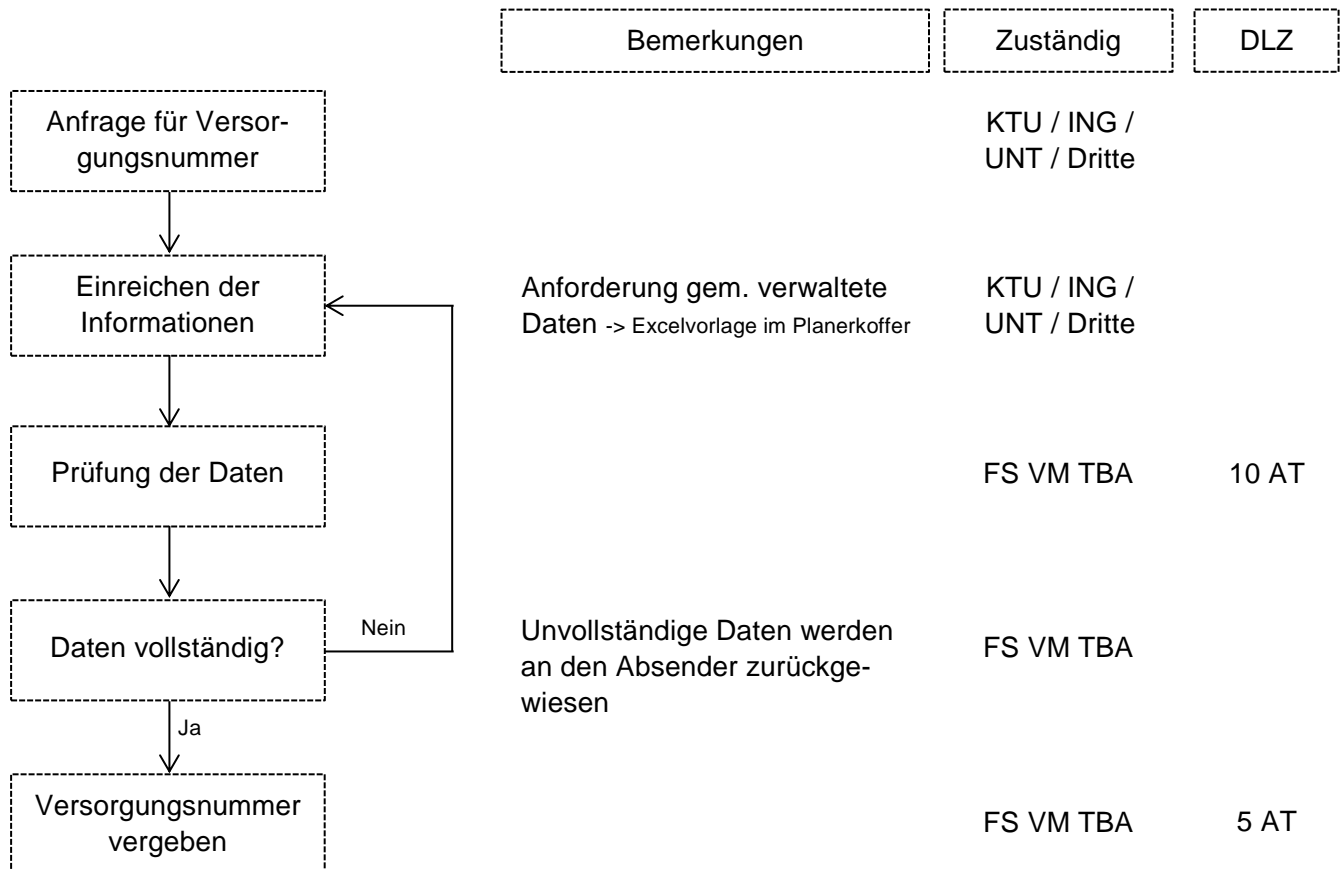 Bemerkungen Zuständig DLZ
Anfrage für Versor-
gungsnummer
KTU / ING /
UNT / Dritte
Einreichen der
Informationen
Anforderung gem. verwaltete
Daten -> Excelvorlage im Planerkoffer
KTU / ING /
UNT / Dritte
Prüfung der Daten
FS VM TBA
10 AT
Daten vollständig?
Nein
Unvollständige Daten werden
an den Absender zurückge-
wiesen
FS VM TBA
Ja
Versorgungsnummer
vergeben
FS VM TBA
5 AT